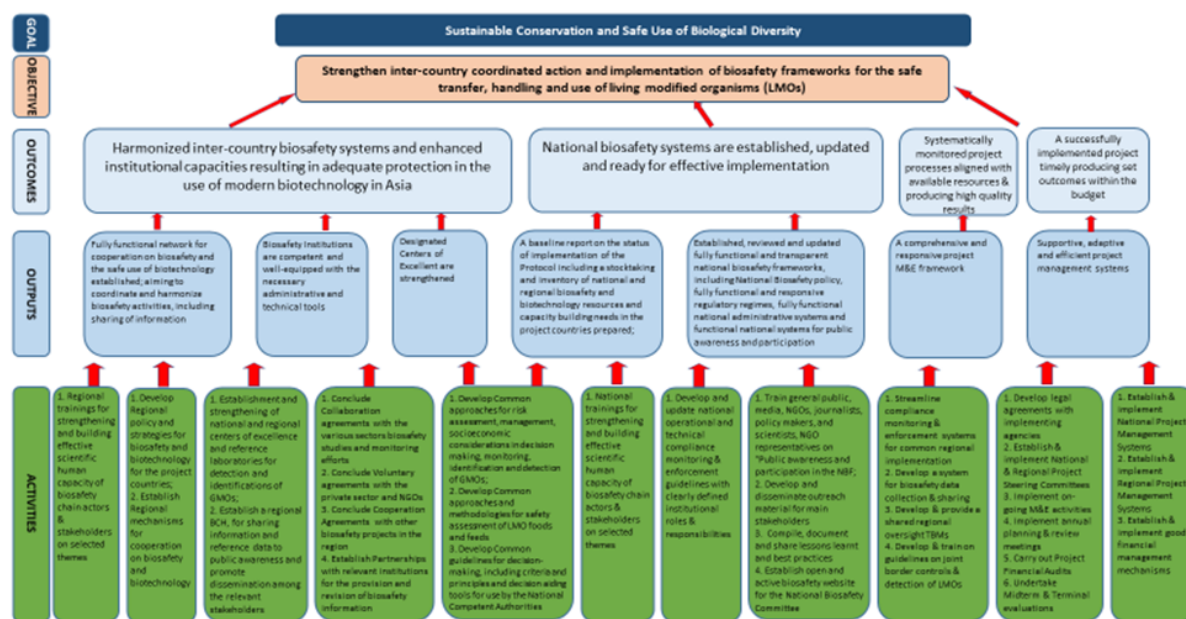 GOAL
Sustainable Conservation and Safe Use of Biological Diversity
OBJECTIVE
Strengthen inter-country coordinated action and implementation of biosafety frameworks for the safe
transfer, handling and use of living modified organisms (LMOs)
OUTCOMES
Harmonized inter-country biosafety systems and enhanced
institutional capacities resulting in adequate protection in the
use of modern biotechnology in Asia
National biosafety systems are established, updated
and ready for effective implementation
Systematically
monitored project
processes aligned with
available resources &
producing high quality
results
A successfully
implemented project
timely producing set
outcomes within the
budget
OUTPUTS
Fully functional network for
cooperation on biosafety and
the safe use of biotechnology
established; aiming to
coordinate and harmonize
biosafety activities, including
sharing of information
Biosafety Institutions
are competent and
well-equipped with the
necessary
administrative and
technical tools
Designated
Centers of
Excellent are
strengthened
A baseline report on the status
of implementation of the
Protocol including a stocktaking
and inventory of national and
regional biosafety and
biotechnology resources and
capacity building needs in the
project countries prepared;
Established, reviewed and updated
fully functional and transparent
national biosafety frameworks,
including National Biosafety policy,
fully functional and responsive
regulatory regimes, fully functional
national administrative systems and
functional national systems for public
awareness and participation
A comprehensive and
responsive project
M&E framework
Supportive, adaptive
and efficient project
management systems
ACTIVITIES
1. Regional
trainings for
strengthening
and building
effective
scientific
human
capacity of
biosafety
chain actors
&
stakeholders
on selected
themes
1. Develop
Regional
policy and
strategies for
biosafety and
biotechnology
for the project
countries;
2. Establish
Regional
mechanisms
for
cooperation
on biosafety
and
biotechnology
1. Establishment and
strengthening of
national and regional
centers of excellence
and reference
laboratories for
detection and
identifications of
GMOs;
2. Establish a regional
BCH, for sharing
information and
reference data to
public awareness and
promote
dissemination among
the relevant
stakeholders
1. Conclude
Collaboration
agreements with the
various sectors biosafety
studies and monitoring
efforts
2. Conclude Voluntary
agreements with the
private sector and NGOs
3. Conclude Cooperation
Agreements with other
biosafety projects in the
region
4. Establish Partnerships
with relevant institutions
for the provision and
revision of biosafety
information
1. Develop Common
approaches for risk
assessment, management,
socioeconomic
consideration in decision
making, monitoring,
identification and detection
of GMOs;
2. Develop Common
approaches and
methodologies for safety
assessment of LMO foods
and feeds
3. Develop Common
guidelines for decision-
making, including criteria and
principles and decision aiding
tools for use by the National
Competent Authorities
1. National
trainings for
strengthening
and building
effective
scientific
human
capacity of
biosafety chain
actors &
stakeholders
on selected
themes
1. Develop and
update national
operational and
technical
compliance
monitoring &
enforcement
guidelines with
clearly defined
institutional
roles &
responsibilities
1. Train general public,
media, NGOs, journalists,
policy makers, and
scientists, NGO
representatives on
"Public awareness and
participation in the NBF;
2. Develop and
disseminate outreach
material for main
stakeholders
3. Compile, document
and share lessons learnt
and best practices
4. Establish open and
active biosafety website
for the National Biosafety
Committee
1. Streamline
compliance
monitoring &
enforcement systems
for common regional
implementation
2. Develop a system
for biosafety data
collection & sharing
3. Develop & provide a
shared regional
oversight TBMs
4. Develop & train on
guidelines on joint
border controls &
detection of LMOs
1. Develop legal
agreements with
implementing
agencies
2. Establish &
implement National
& Regional Project
Steering Committees
3. Implement on-
going M&E activities
4. Implement annual
planning & review
meetings
5. Carry out Project
Financial Audits
6. Undertake
Midterm & Terminal
evaluations
1. Establish &
implement
National Project
Management
Systems
2. Establish &
implement
Regional Project
Management
Systems
3. Establish &
implement good
financial
management
mechanisms